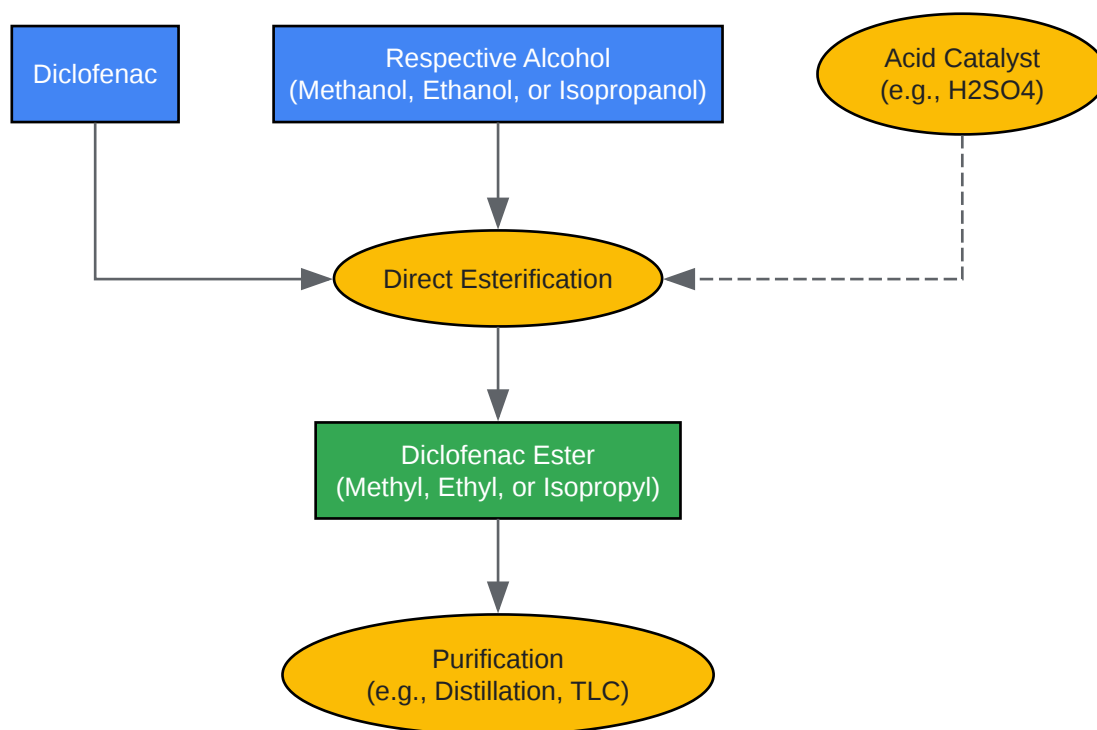 Diclofenac
Respective Alcohol
(Methanol, Ethanol, or Isopropanol)
Acid Catalyst
(e.g., H2SO4)
Direct Esterification
Diclofenac Ester
(Methyl, Ethyl, or Isopropyl)
Purification
(e.g., Distillation, TLC)